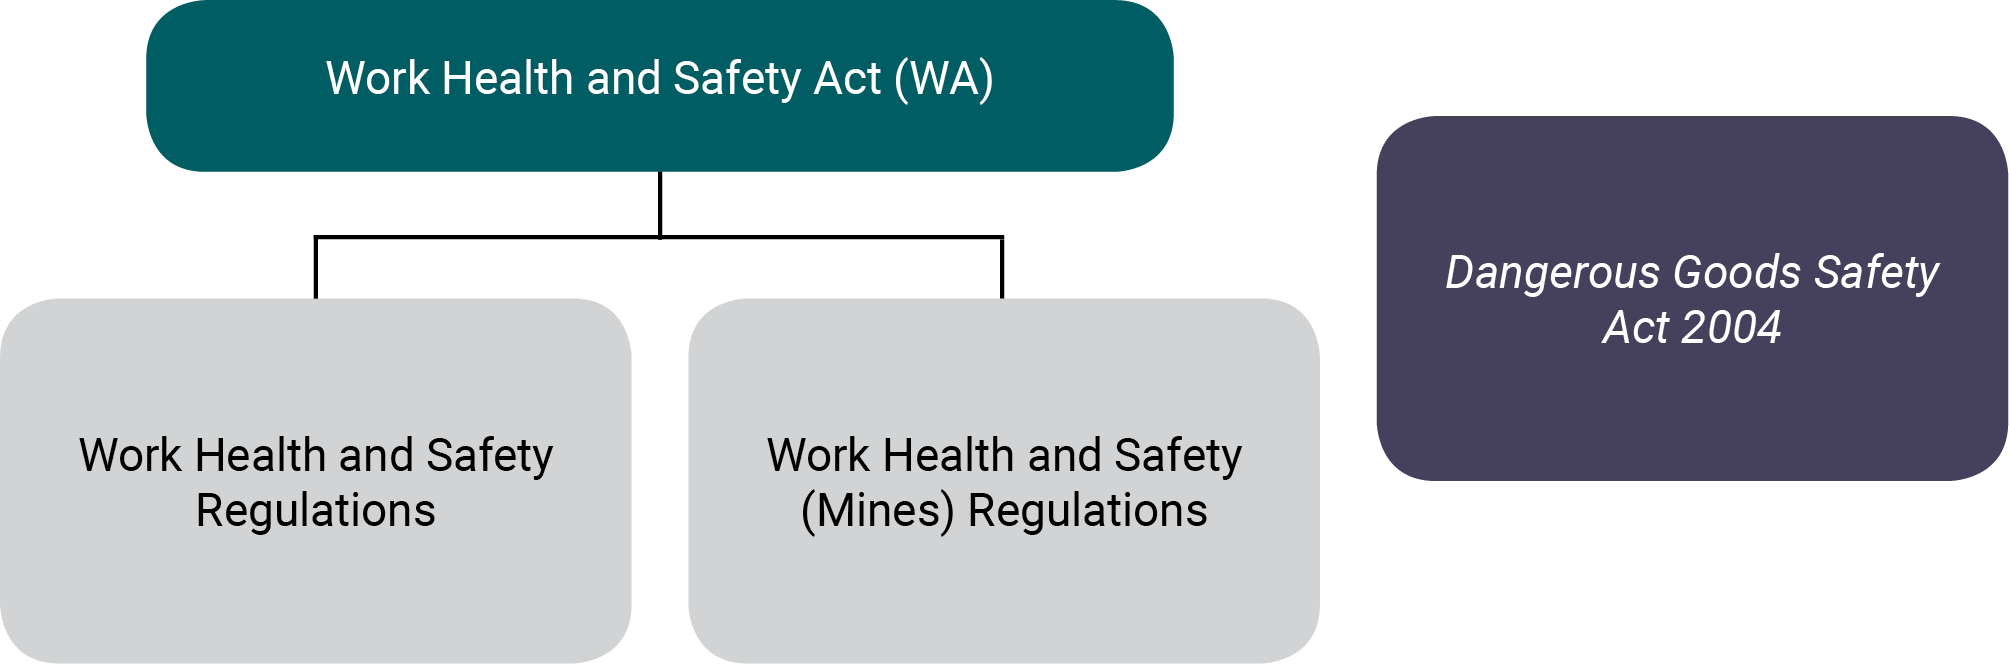 Work Health and Safety Act (WA)
Work Health and Safety
Regulations
Work Health and Safety
(Mines) Regulations
Dangerous Goods Safety
Act 2004